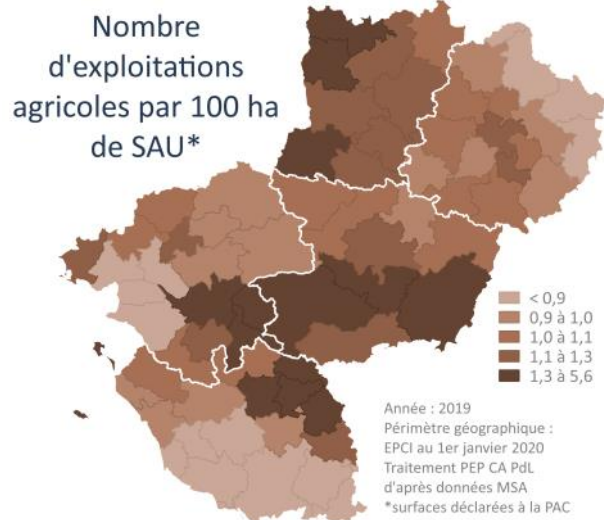 Nombre
d'exploitations
agricoles par 100 ha
de SAU*
< 0,9
0,9 à 1,0
1,0 à 1,1
1,1 à 1,3
1,3 à 5,6
Année : 2019
Périmètre géographique :
EPCI au 1er janvier 2020
Traitement PEP CA PdL
d'après données MSA
*surfaces déclarées à la PAC